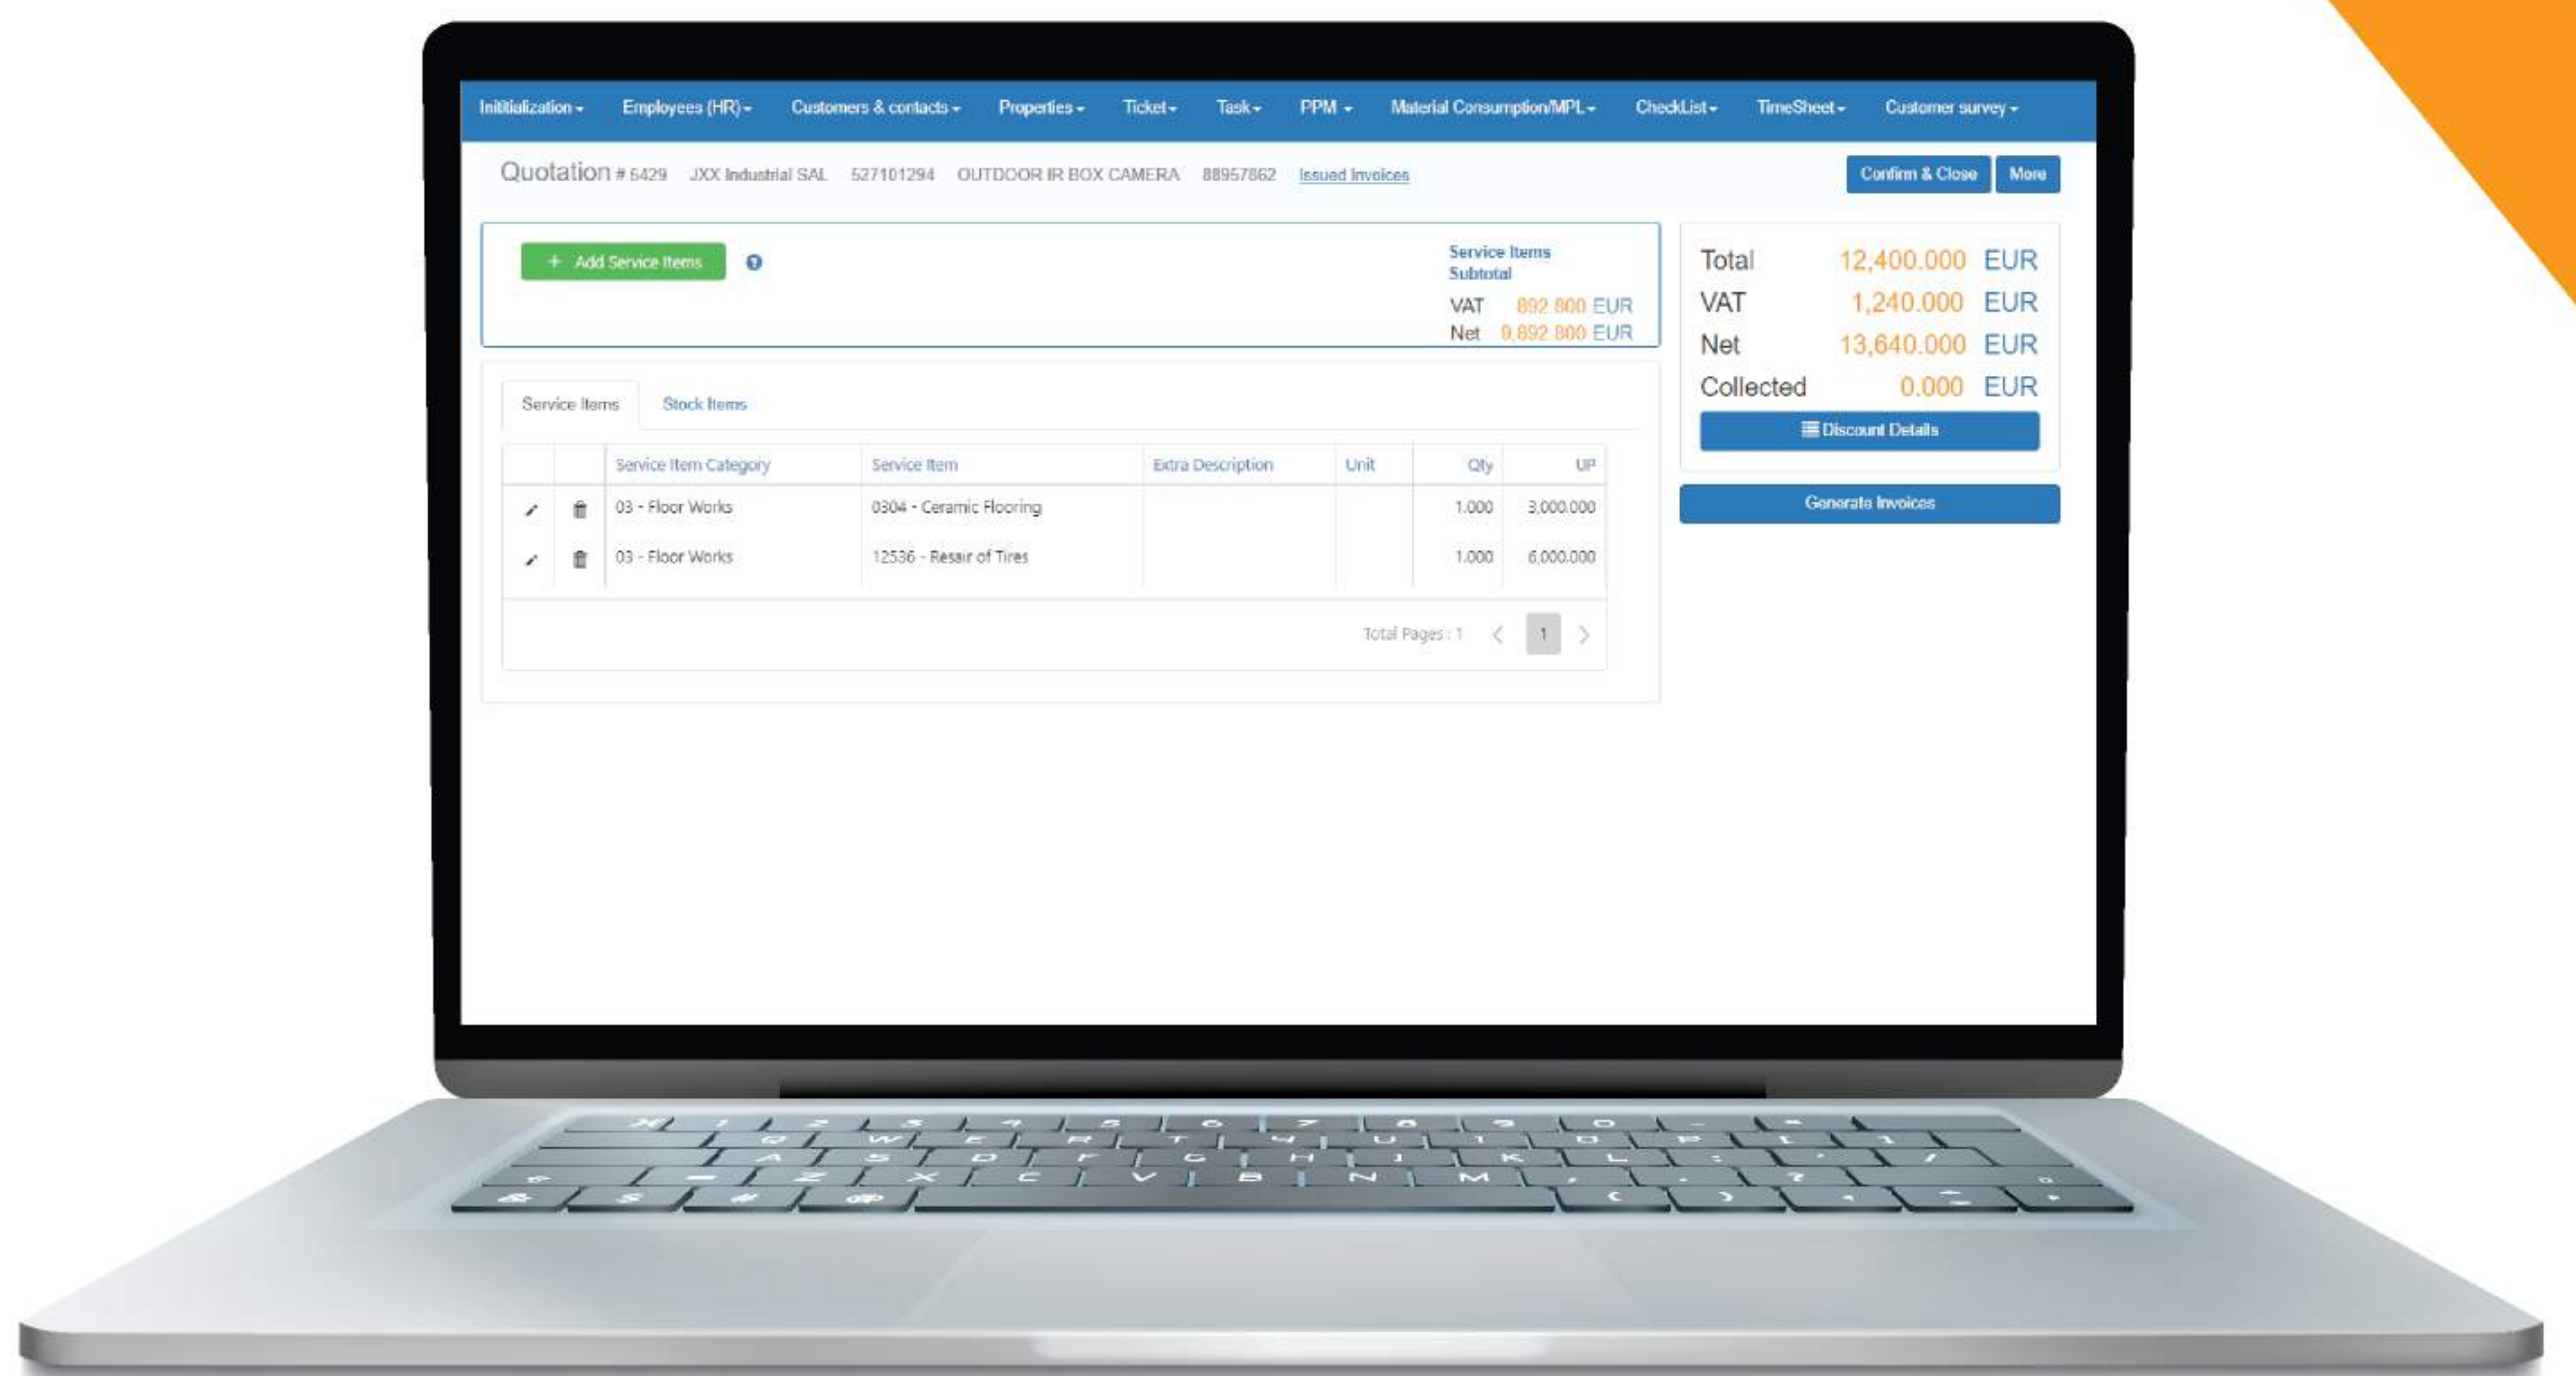 Inititialization Employees (HR) Customers & contacts Properties Ticket Task PPM Material Consumption/MPL CheckList TimeSheet Customer survey
Quotation # 6429 JXX Industrial SAL 527101294 OUTDOOR IR BOX CAMERA 88957862 Issued Invoices Confirm & Close More
+ Add Service Items
Service Items
Subtotal
VAT 892.800 EUR
Net 9,892.800 EUR
Total 12,400.000 EUR
VAT 1,240.000 EUR
Net 13,640.000 EUR
Collected 0.000 EUR
Discount Details
Generate Invoices
Service Items Stock Items
Service Item Category Service Item Extra Description Unit Qty UP
03 - Floor Works 0304 - Ceramic Flooring 1.000 3,000.000
03 - Floor Works 12536 - Resair of Tires 1.000 6,000.000
Total Pages : 1 < 1 >